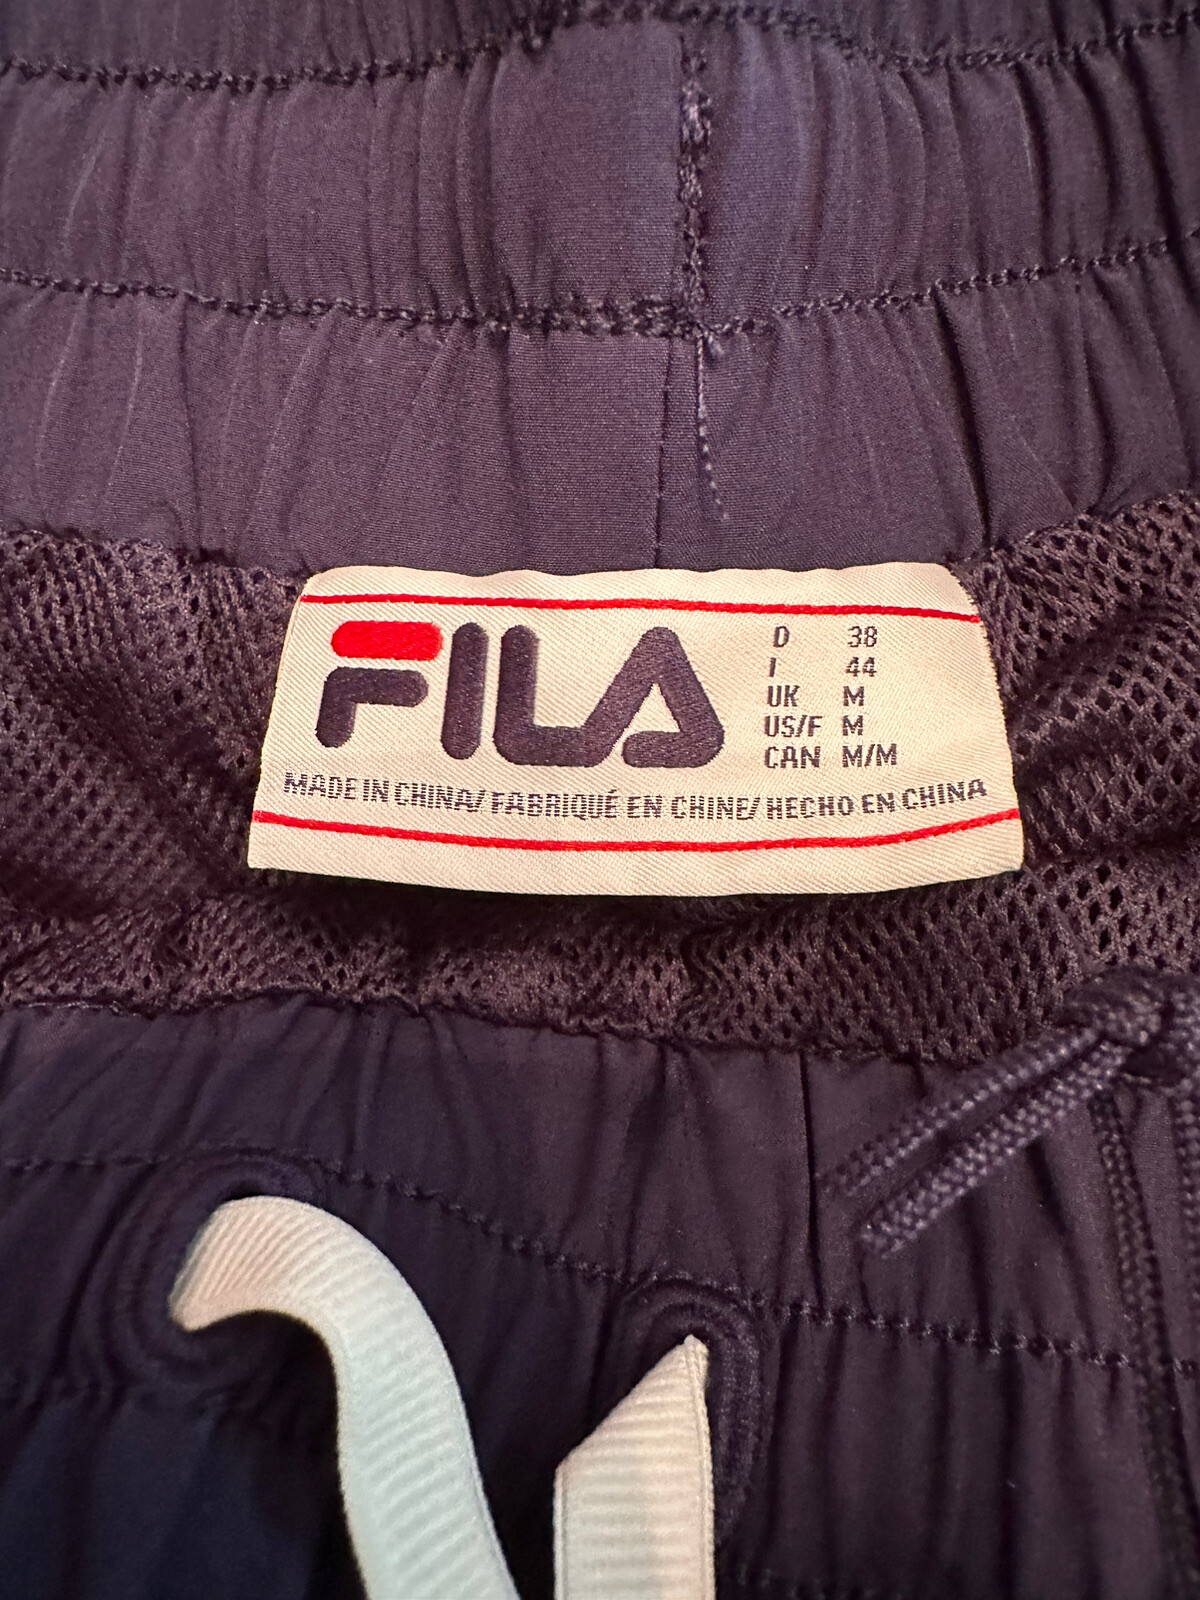 FILA
D 38
I 44
UK M
US/F M
CAN M/M
MADE IN CHINA/ FABRIQUÉ EN CHINE/ HECHO EN CHINA